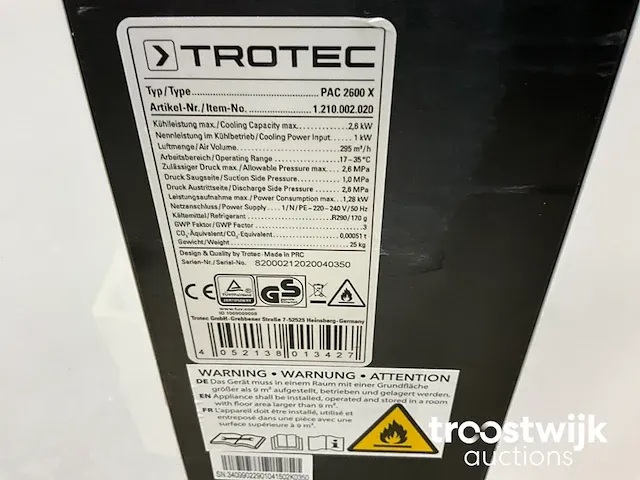 TROTEC
Typ/Type PAC 2600 X
Artikel-Nr./Item-No. 1.210.002.020
Kühlleistung max./Cooling Capacity max. 2,6 kW
Nennleistung im Kühlbetrieb/Cooling Power Input 1 kW
Luftmenge/Air Volume 295 m³/h
Arbeitsbereich/Operating Range 17-35°C
Zulässiger Druck max./Allowable Pressure max. 2,6 MPa
Druck Saugseite/Suction Side Pressure 1,0 MPa
Druck Austrittseite/Discharge Side Pressure 2,6 MPa
Leistungsaufnahme max./Power Consumption max. 1,28 kW
Netzanschluss/Power Supply 1/N/PE~220-240 V/50 Hz
Kältemittel/Refrigerant R290/170 g
GWP Faktor/GWP Factor 3
CO₂-Äquivalent/CO₂-Equivalent 0,00051 t
Gewicht/Weight 25 kg
Design & Quality by Trotec·Made in PRC
Serien-Nr./Serial-No. 82000212020040350
CE GS
www.tuv.com
Trotec GmbH·Grebbener Straße 7·52525 Heinsberg·Germany
4 052138 013427
WARNING • WARNUNG • ATTENTION
DE Das Gerät muss in einem Raum mit einer Grundfläche
größer als 9 m² aufgestellt, betrieben und gelagert werden.
EN Appliance shall be installed, operated and stored in a room
with floor area larger than 9 m².
FR L'appareil doit être installé, utilisé et
entreposé dans une pièce avec une
surface supérieure à 9 m².
SN:34099022901041502K0350
troostwijk
auctions